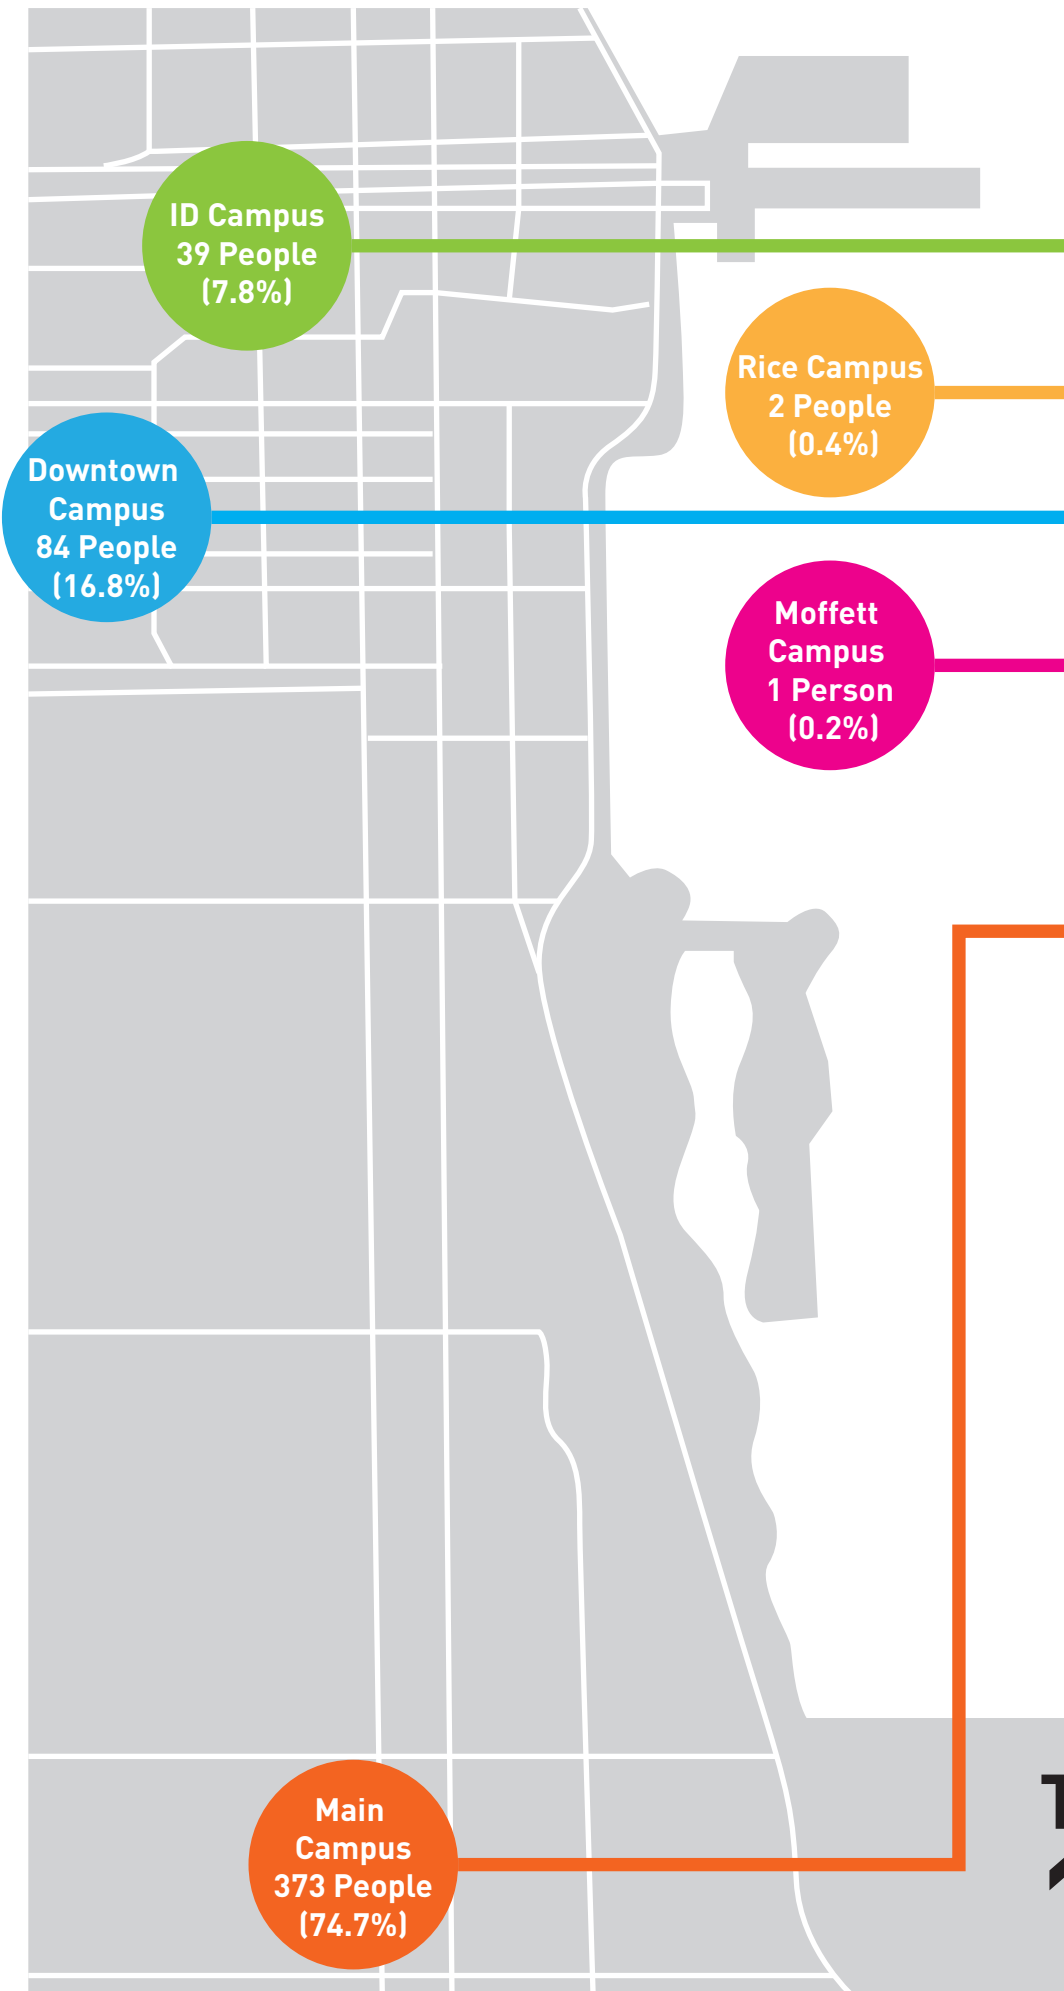 ID Campus
39 People
(7.8%)
Rice Campus
2 People
(0.4%)
Downtown
Campus
84 People
(16.8%)
Moffett
Campus
1 Person
(0.2%)
Main
Campus
373 People
(74.7%)